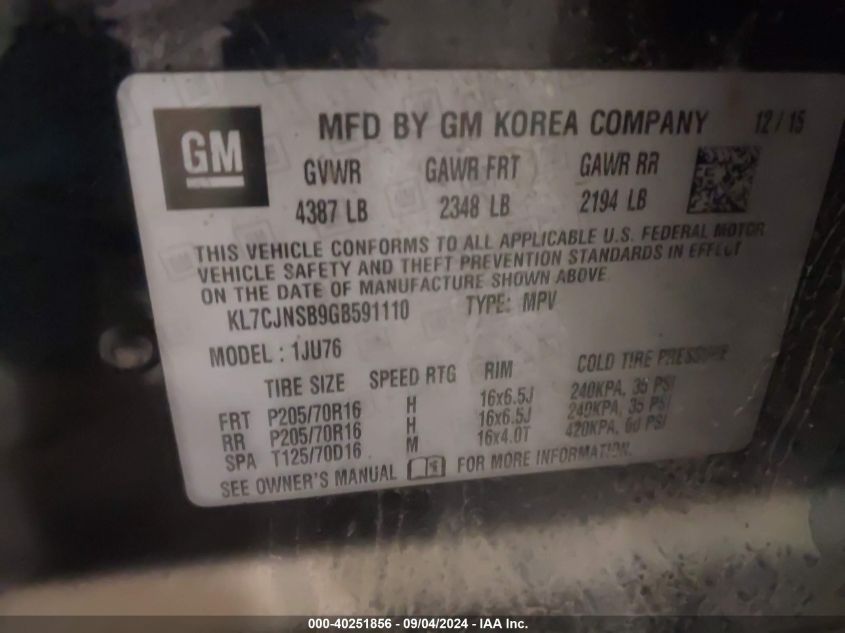 GM
MFD BY GM KOREA COMPANY 12/15
GVWR GAWR FRT GAWR RR
4387 LB 2348 LB 2194 LB
THIS VEHICLE CONFORMS TO ALL APPLICABLE U.S. FEDERAL MOTOR
VEHICLE SAFETY AND THEFT PREVENTION STANDARDS IN EFFECT
ON THE DATE OF MANUFACTURE SHOWN ABOVE.
KL7CJNSB9GB591110 TYPE: MPV
MODEL : 1JU76
TIRE SIZE SPEED RTG RIM COLD TIRE PRESSURE
FRT P205/70R16 H 16x6.5J 240KPA, 35 PSI
RR P205/70R16 H 16x6.5J 240KPA, 35 PSI
SPA T125/70D16 M 16x4.0T 420KPA, 60 PSI
SEE OWNER'S MANUAL FOR MORE INFORMATION.
000-40251856 - 09/04/2024 - IAA Inc.